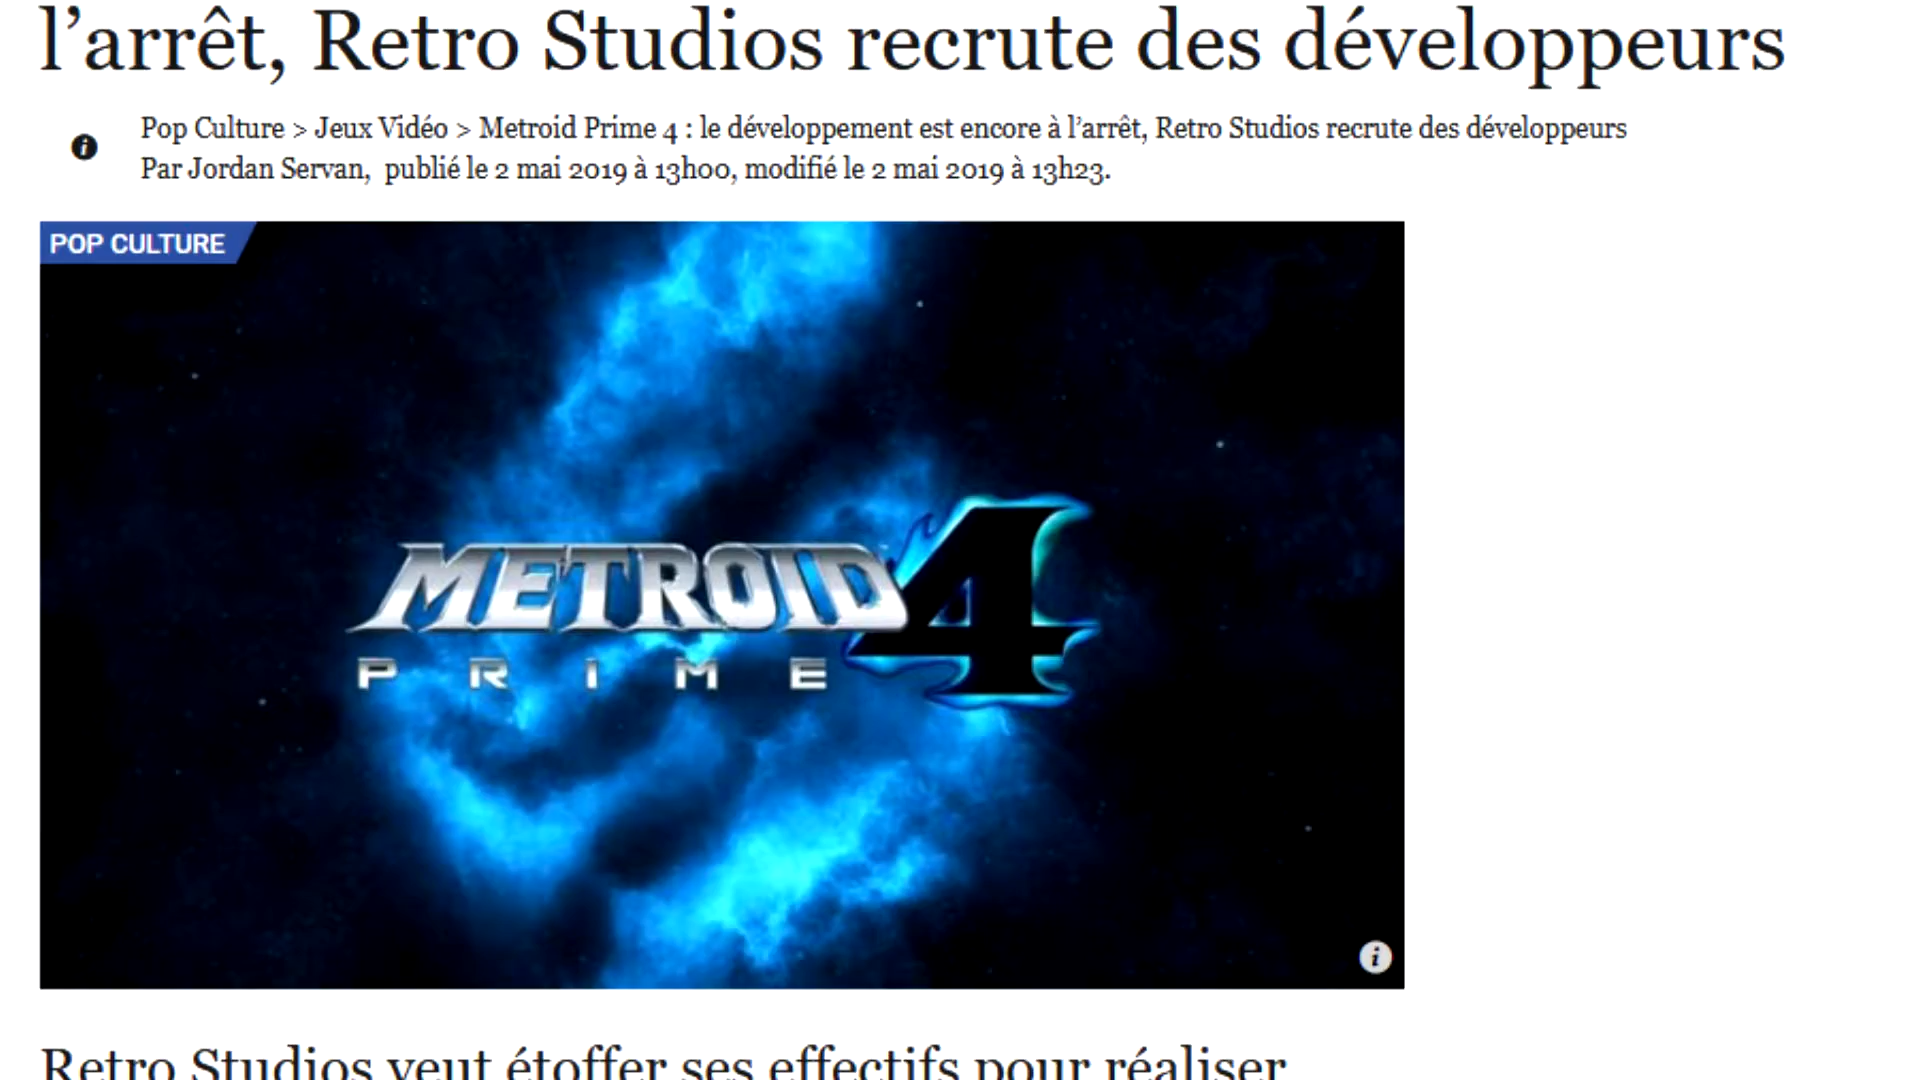 l’arrêt, Retro Studios recrute des développeurs
Pop Culture > Jeux Vidéo > Metroid Prime 4 : le développement est encore à l’arrêt, Retro Studios recrute des développeurs
Par Jordan Servan, publié le 2 mai 2019 à 13h00, modifié le 2 mai 2019 à 13h23.
POP CULTURE
METROID 4
PRIME
Retro Studios veut étoffer ses effectifs pour réaliser